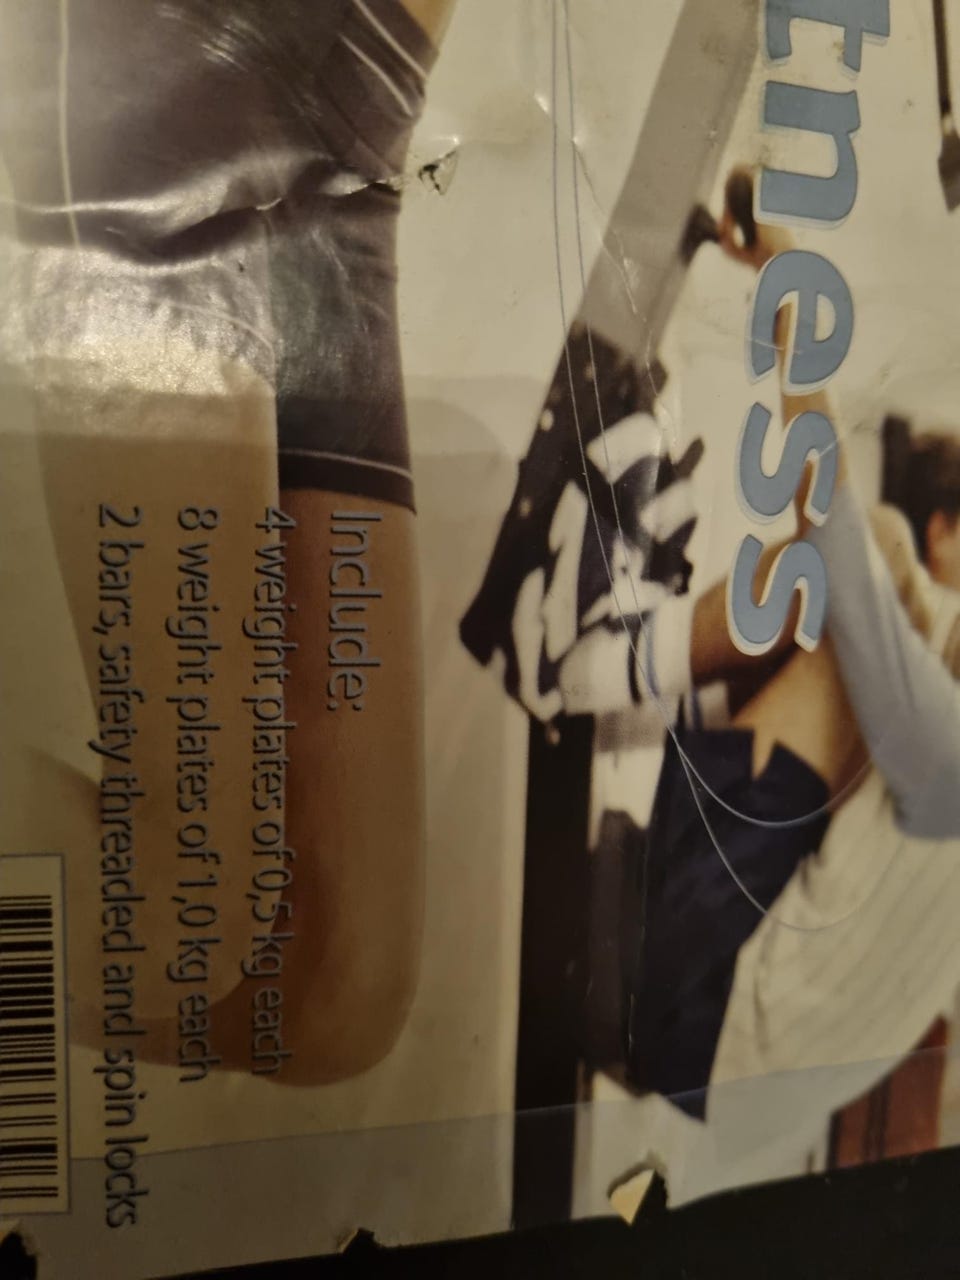 tness
Include:
4 weight plates of 0,5 kg each
8 weight plates of 1,0 kg each
2 bars, safety threaded and spin locks